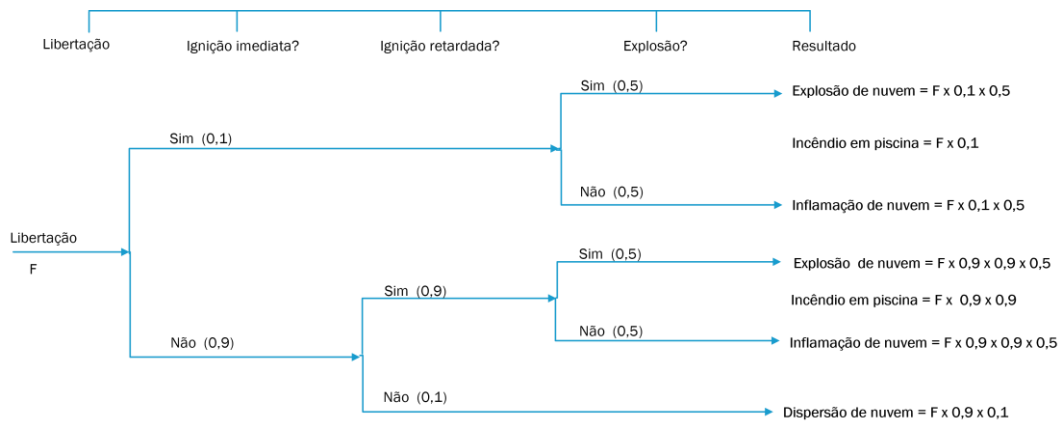 Libertação
Ignição imediata?
Ignição retardada?
Explosão?
Resultado
Sim (0,5)
Explosão de nuvem = F x 0,1 x 0,5
Sim (0,1)
Incêndio em piscina = F x 0,1
Não (0,5)
Inflamação de nuvem = F x 0,1 x 0,5
Libertação
F
Sim (0,5)
Explosão de nuvem = F x 0,9 x 0,9 x 0,5
Sim (0,9)
Incêndio em piscina = F x 0,9 x 0,9
Não (0,9)
Não (0,5)
Inflamação de nuvem = F x 0,9 x 0,9 x 0,5
Não (0,1)
Dispersão de nuvem = F x 0,9 x 0,1